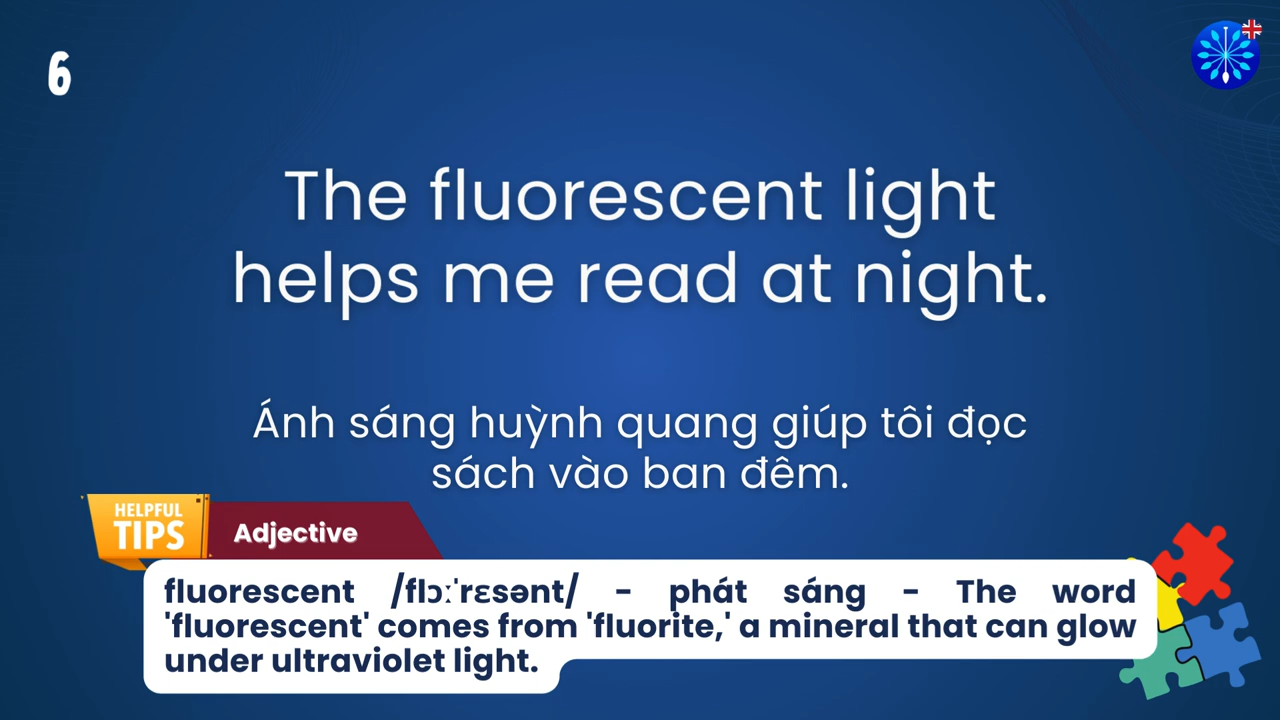 6
The fluorescent light
helps me read at night.
Ánh sáng huỳnh quang giúp tôi đọc
sách vào ban đêm.
HELPFUL
TIPS
Adjective
fluorescent /flɔːˈrɛsənt/ - phát sáng - The word
'fluorescent' comes from 'fluorite,' a mineral that can glow
under ultraviolet light.